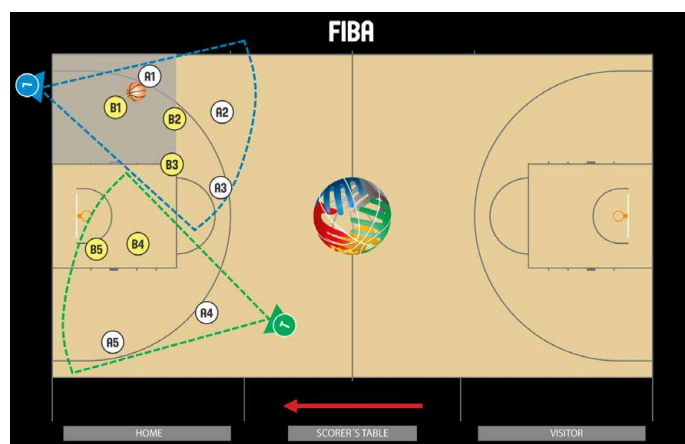 FIBA
L
A1
B1
B2
A2
B3
A3
B5
B4
A4
T
A5
HOME
SCORER'S TABLE
VISITOR